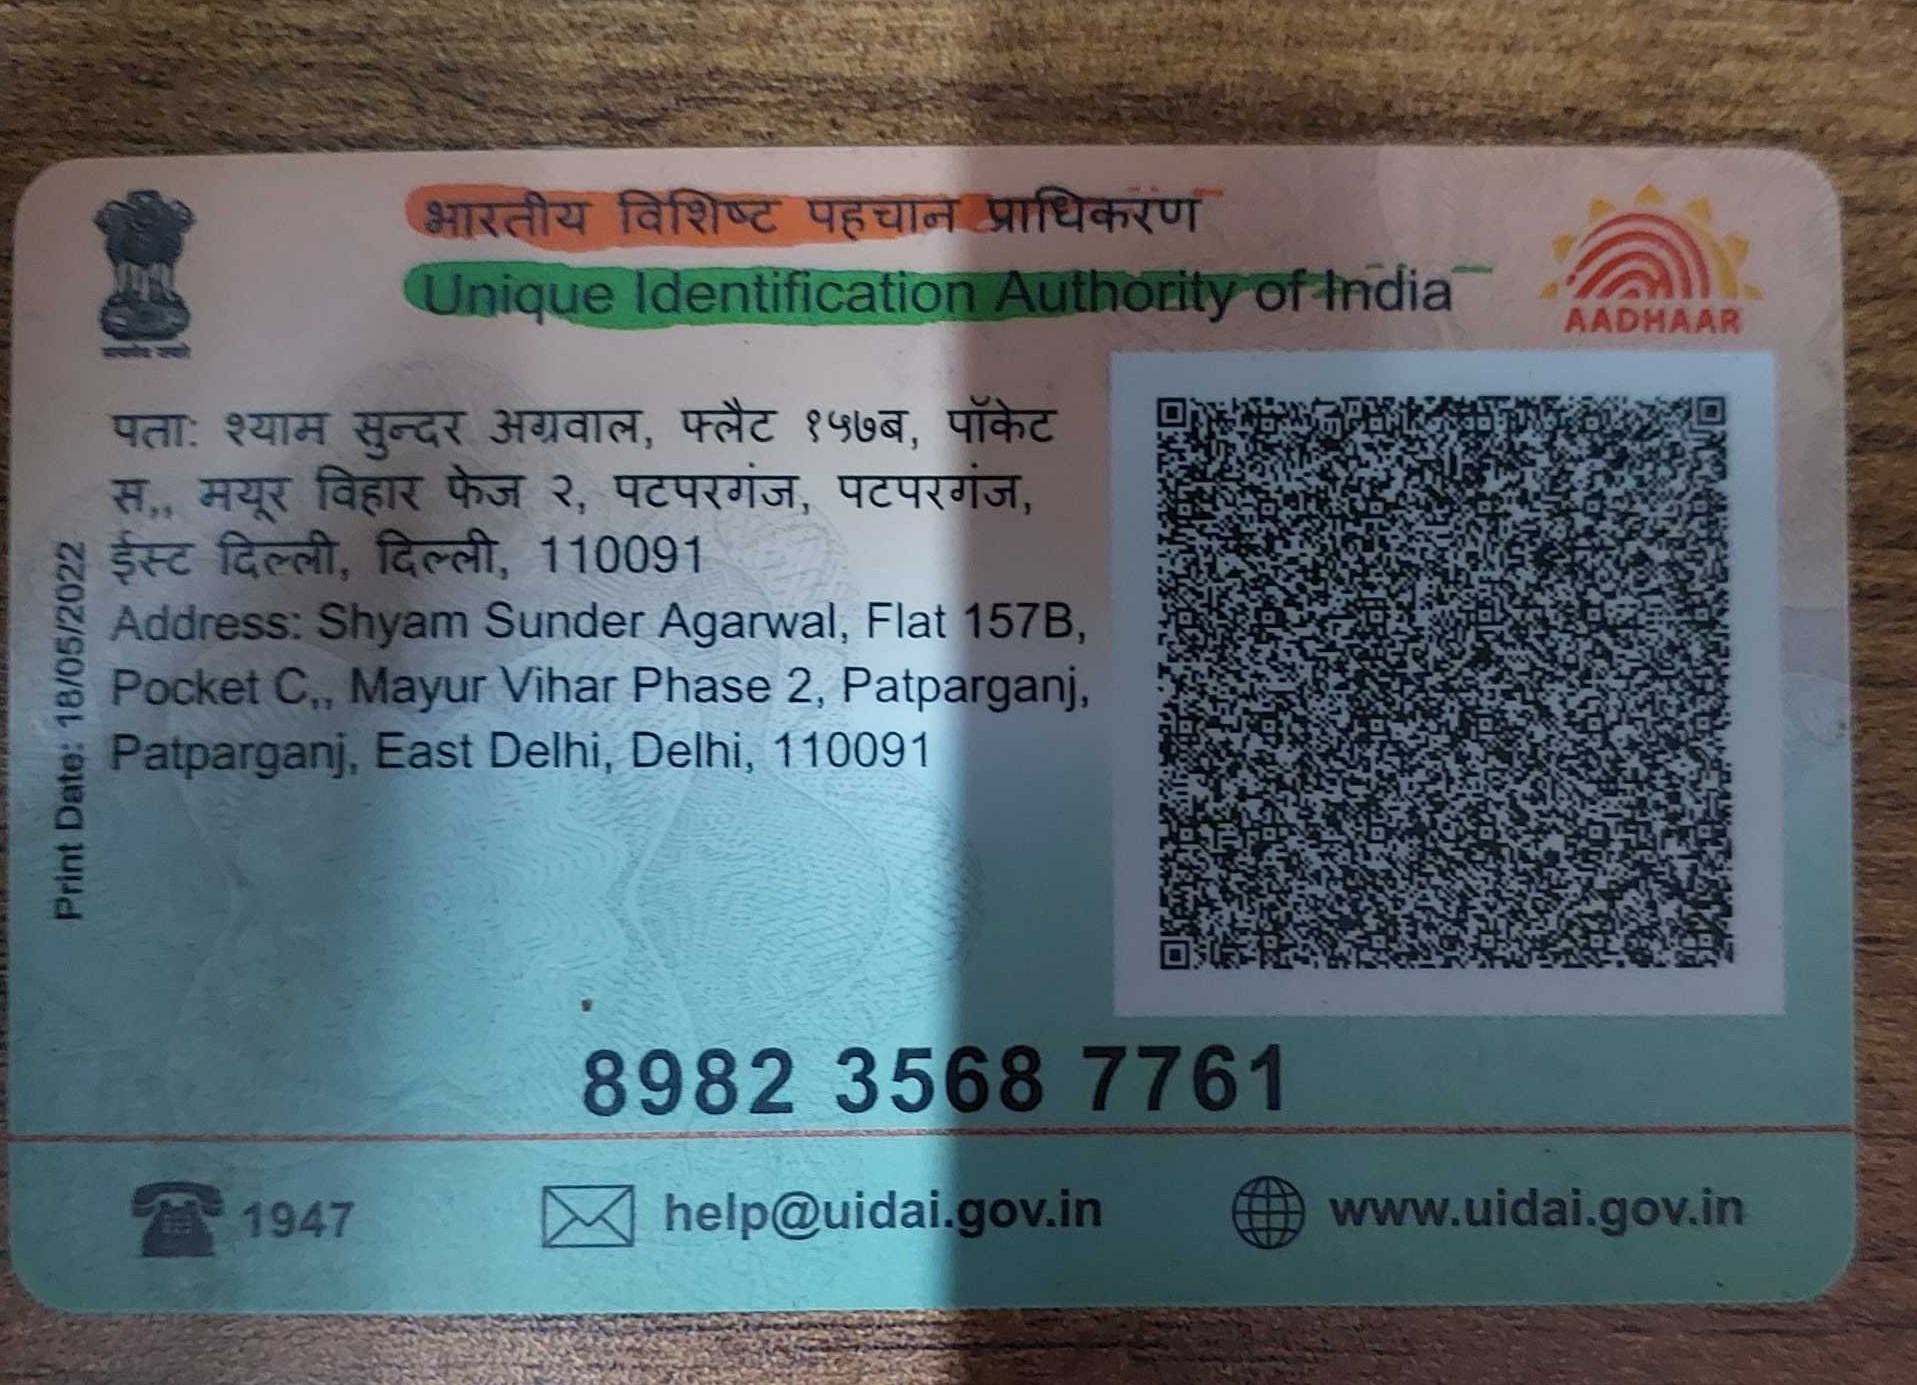 भारतीय विशिष्ट पहचान प्राधिकरण
Unique Identification Authority of India
AADHAAR
पता: श्याम सुन्दर अग्रवाल, फ्लैट १५७ब, पॉकेट
स,, मयूर विहार फेज २, पटपरगंज, पटपरगंज,
ईस्ट दिल्ली, दिल्ली, 110091
Address: Shyam Sunder Agarwal, Flat 157B,
Pocket C,, Mayur Vihar Phase 2, Patparganj,
Patparganj, East Delhi, Delhi, 110091
Print Date: 18/05/2022
8982 3568 7761
1947
help@uidai.gov.in
www.uidai.gov.in